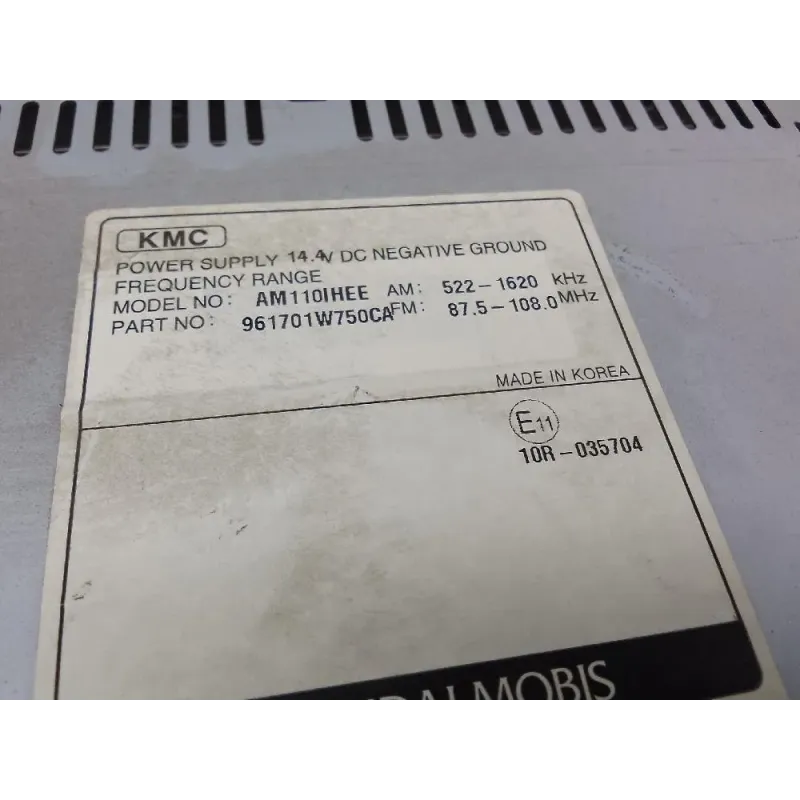 KMC
POWER SUPPLY 14.4V DC NEGATIVE GROUND
FREQUENCY RANGE
MODEL NO: AM110IHEE AM: 522-1620 kHz
PART NO: 961701W750CA FM: 87.5-108.0 MHz
MADE IN KOREA
E11
10R-035704
MOBIS